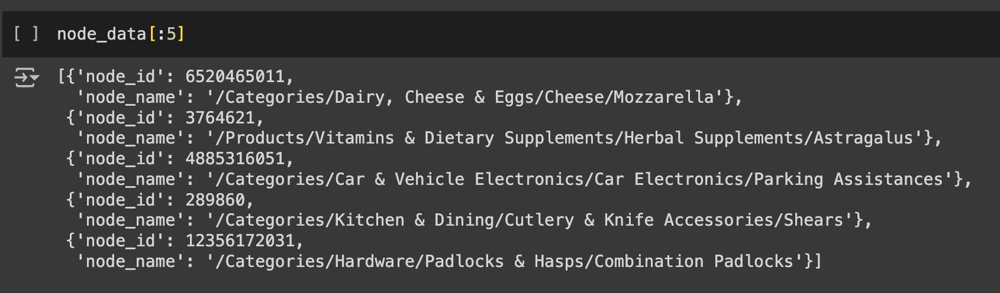 [ ] node_data[:5]
[{'node_id': 6520465011,
'node_name': '/Categories/Dairy, Cheese & Eggs/Cheese/Mozzarella'},
{'node_id': 3764621,
'node_name': '/Products/Vitamins & Dietary Supplements/Herbal Supplements/Astragalus'},
{'node_id': 4885316051,
'node_name': '/Categories/Car & Vehicle Electronics/Car Electronics/Parking Assistances'},
{'node_id': 289860,
'node_name': '/Categories/Kitchen & Dining/Cutlery & Knife Accessories/Shears'},
{'node_id': 12356172031,
'node_name': '/Categories/Hardware/Padlocks & Hasps/Combination Padlocks'}]